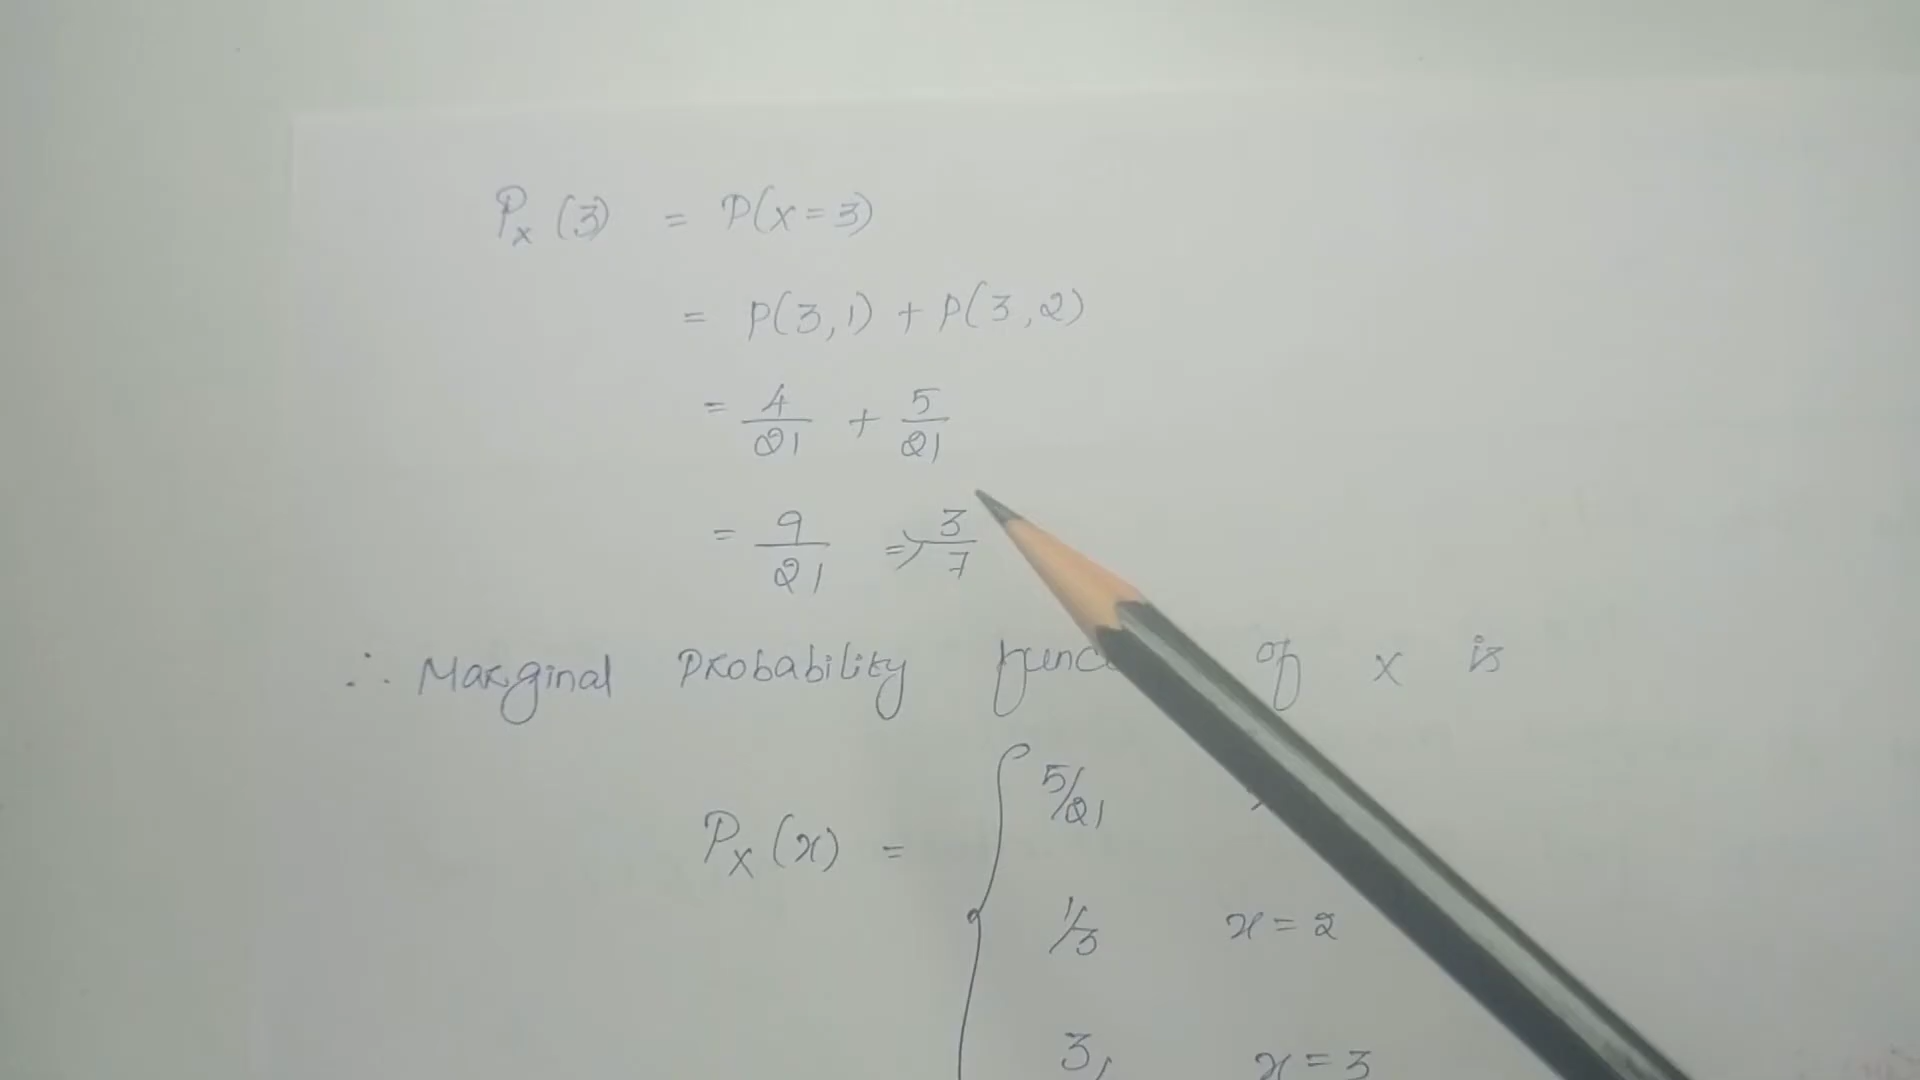 Px (3) = P(x=3)
= P(3,1) + P(3,2)
= 4/21 + 5/21
= 9/21 => 3/7
∴ Marginal Probability of x is
Px (x) = { 5/21
1/3 x = 2
3/ x = 3